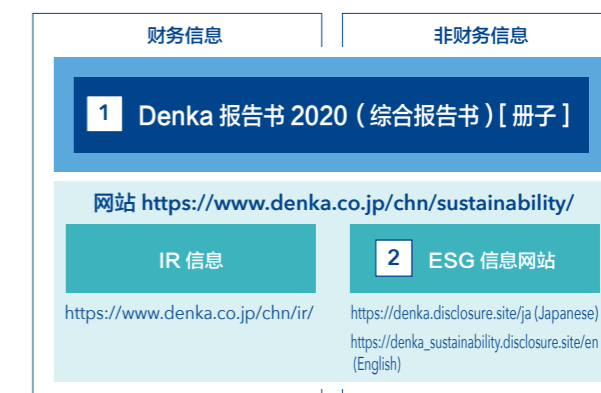 财务信息
非财务信息
1 Denka 报告书 2020（综合报告书）[ 册子 ]
网站 https://www.denka.co.jp/chn/sustainability/
IR 信息
2 ESG 信息网站
https://www.denka.co.jp/chn/ir/
https://denka.disclosure.site/ja (Japanese)
https://denka_sustainability.disclosure.site/en
(English)